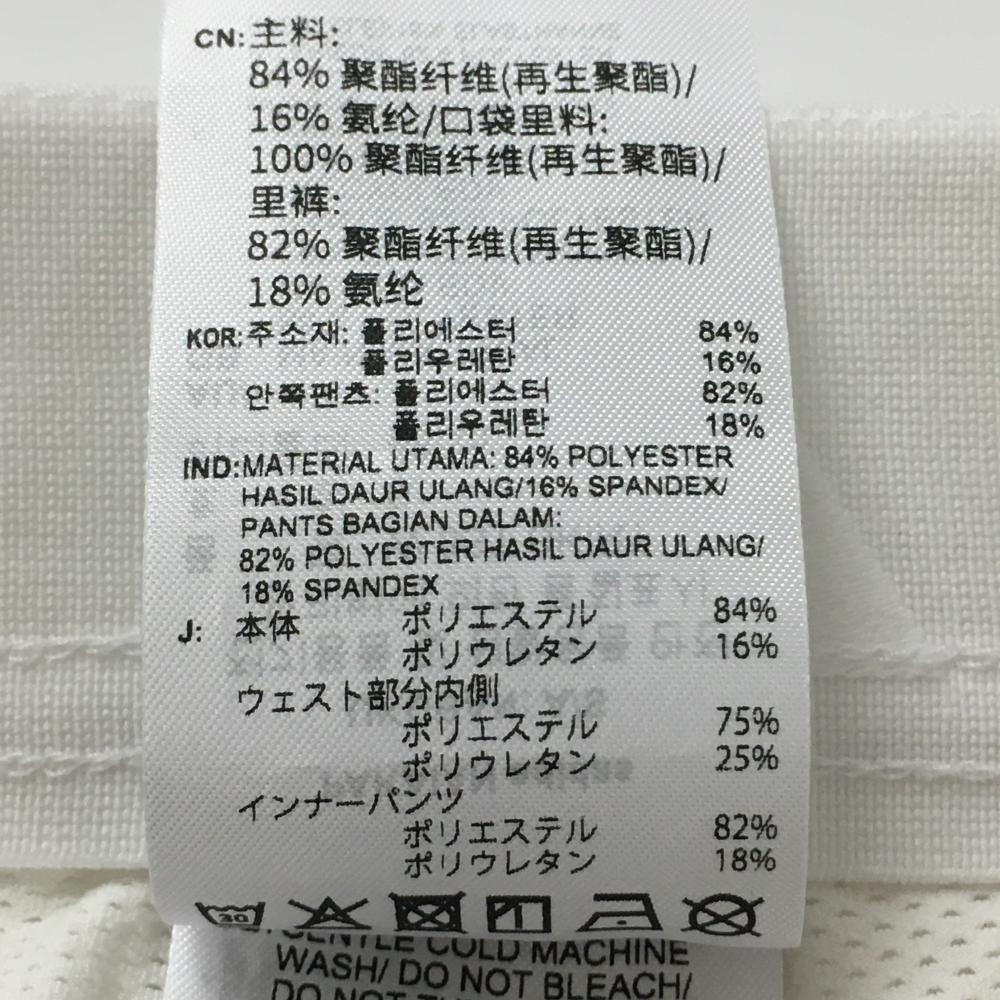 CN:主料:
84% 聚酯纤维(再生聚酯)/
16% 氨纶/口袋里料:
100% 聚酯纤维(再生聚酯)/
里裤:
82% 聚酯纤维(再生聚酯)/
18% 氨纶
KOR:주소재: 폴리에스터 84%
폴리우레탄 16%
안쪽팬츠: 폴리에스터 82%
폴리우레탄 18%
IND:MATERIAL UTAMA: 84% POLYESTER
HASIL DAUR ULANG/16% SPANDEX/
PANTS BAGIAN DALAM:
82% POLYESTER HASIL DAUR ULANG/
18% SPANDEX
J: 本体 ポリエステル 84%
ポリウレタン 16%
ウェスト部分内側
ポリエステル 75%
ポリウレタン 25%
インナーパンツ
ポリエステル 82%
ポリウレタン 18%
30
GENTLE COLD MACHINE
WASH/ DO NOT BLEACH/
DO NOT